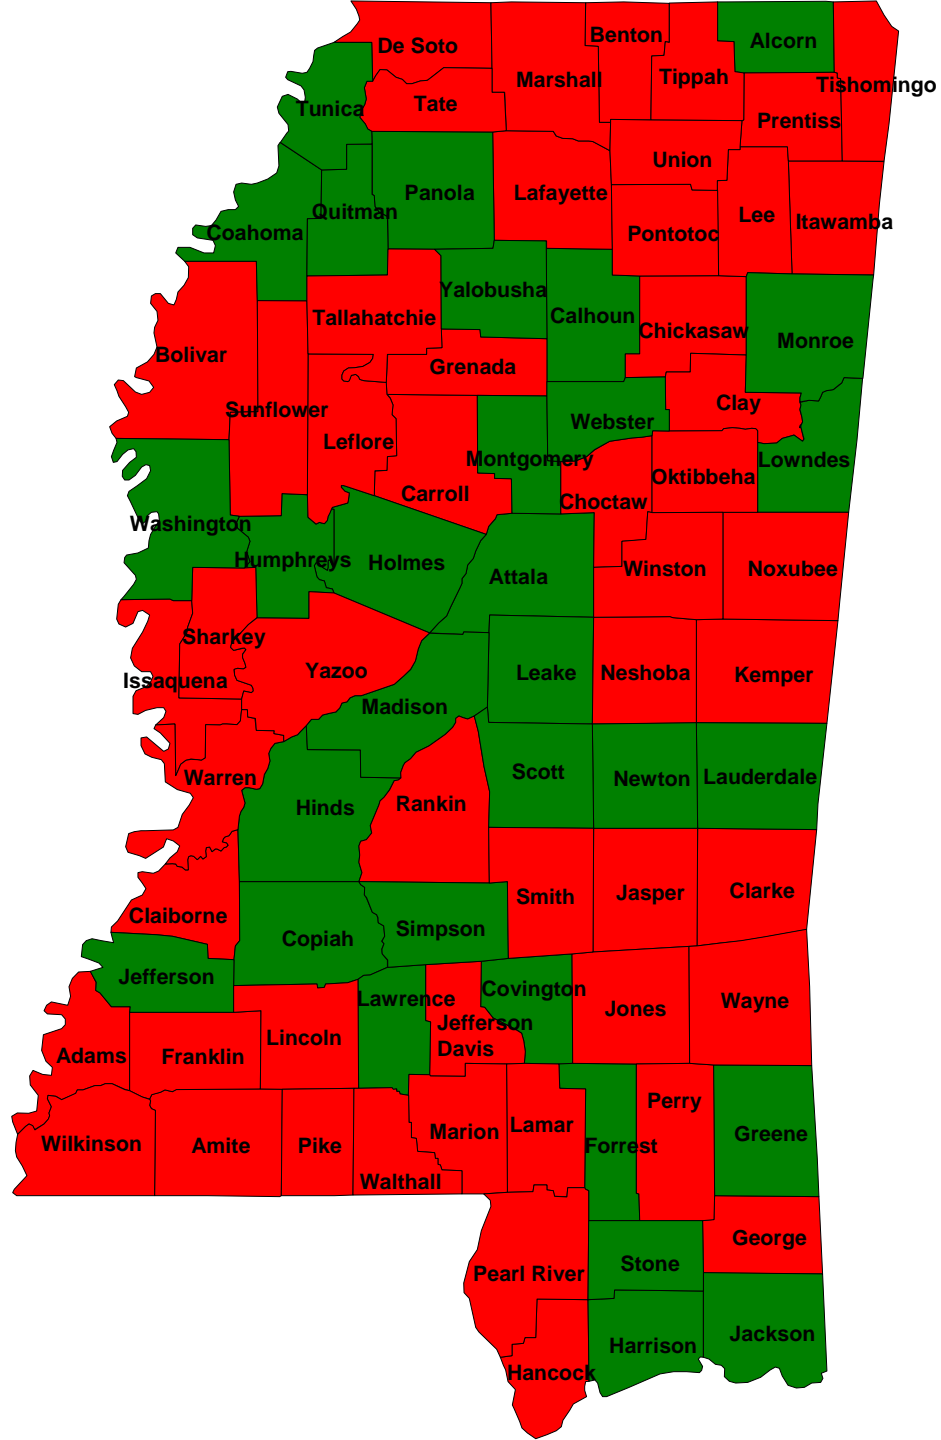 Benton
Alcorn
De Soto
Marshall
Tippah
Tishomingo
Tate
Tunica
Prentiss
Union
Panola
Lafayette
Quitman
Lee
Itawamba
Coahoma
Pontotoc
Yalobusha
Calhoun
Tallahatchie
Chickasaw
Monroe
Bolivar
Grenada
Clay
Sunflower
Webster
Leflore
Montgomery
Lowndes
Oktibbeha
Carroll
Choctaw
Washington
Humphreys
Holmes
Attala
Winston
Noxubee
Sharkey
Yazoo
Leake
Neshoba
Kemper
Issaquena
Madison
Scott
Newton
Lauderdale
Warren
Hinds
Rankin
Smith
Jasper
Clarke
Claiborne
Copiah
Simpson
Jefferson
Covington
Lawrence
Wayne
Jones
Jefferson
Davis
Lincoln
Adams
Franklin
Perry
Lamar
Marion
Greene
Wilkinson
Amite
Pike
Forrest
Walthall
George
Stone
Pearl River
Jackson
Harrison
Hancock